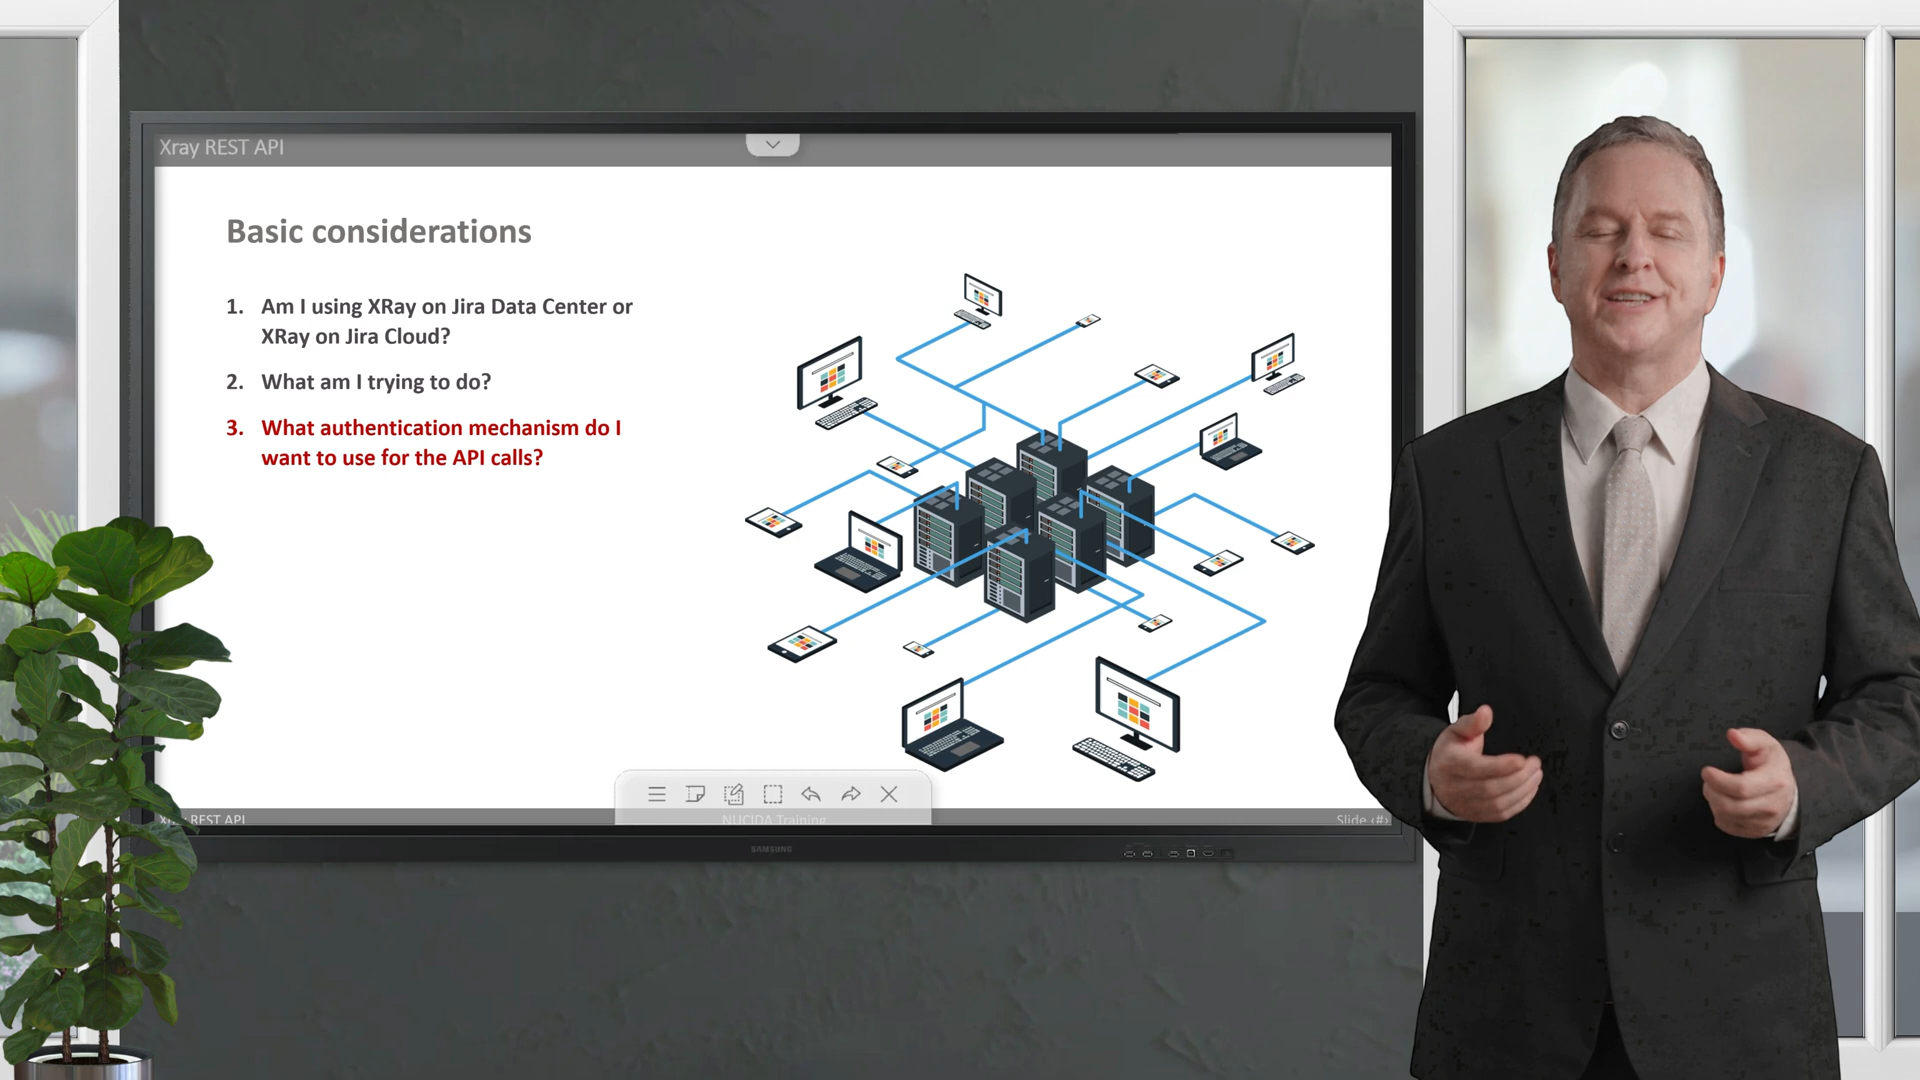 Xray REST API
Basic considerations
1. Am I using XRay on Jira Data Center or
XRay on Jira Cloud?
2. What am I trying to do?
3. What authentication mechanism do I
want to use for the API calls?
Xray REST API
NUCIDA Training
Slide ‹#›
SAMSUNG